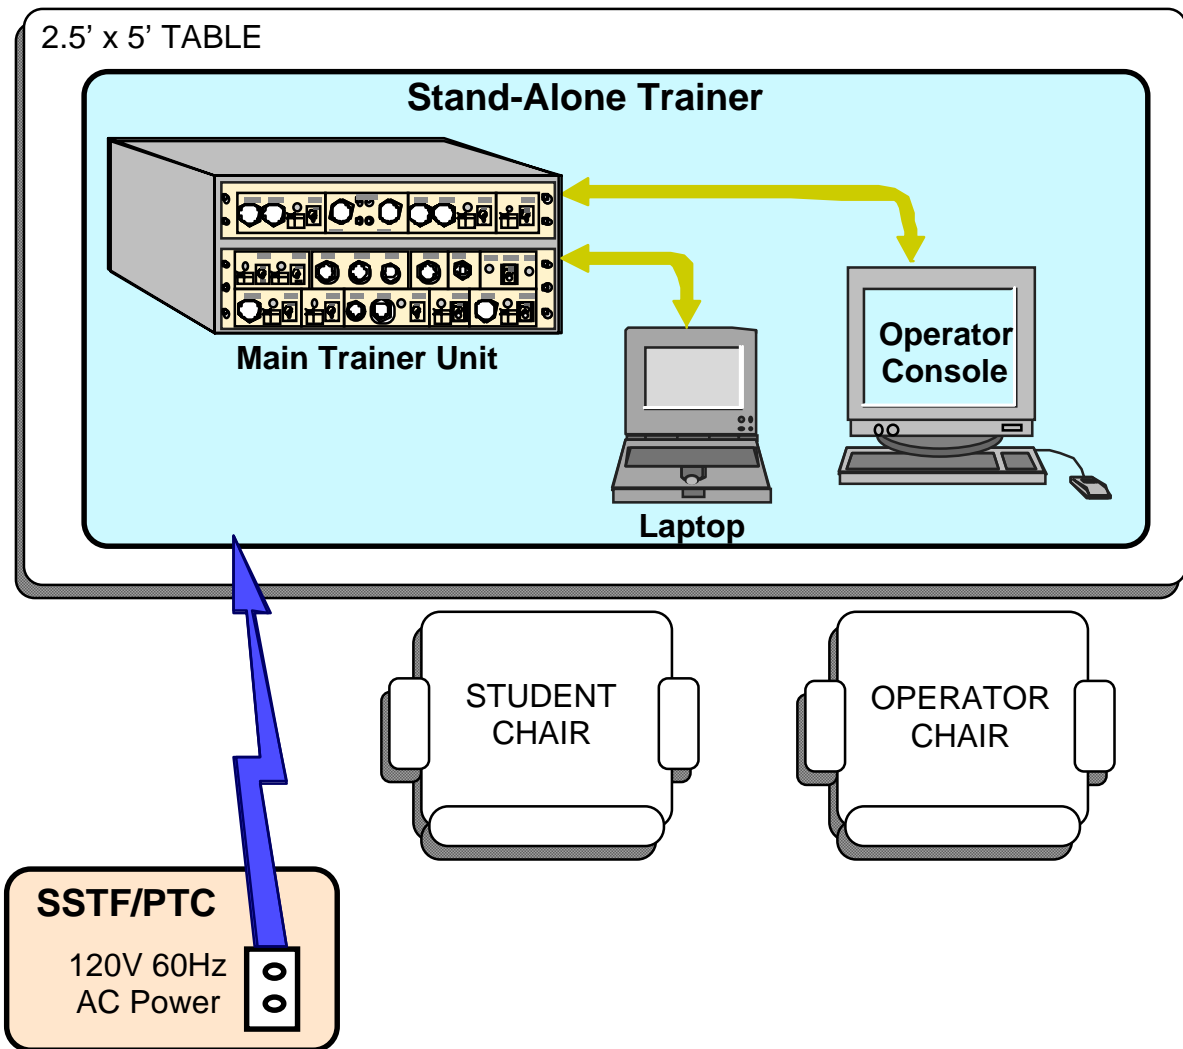 2.5’ x 5’ TABLE
Stand-Alone Trainer
Main Trainer Unit
Operator
Console
Laptop
STUDENT
CHAIR
OPERATOR
CHAIR
SSTF/PTC
120V 60Hz
AC Power